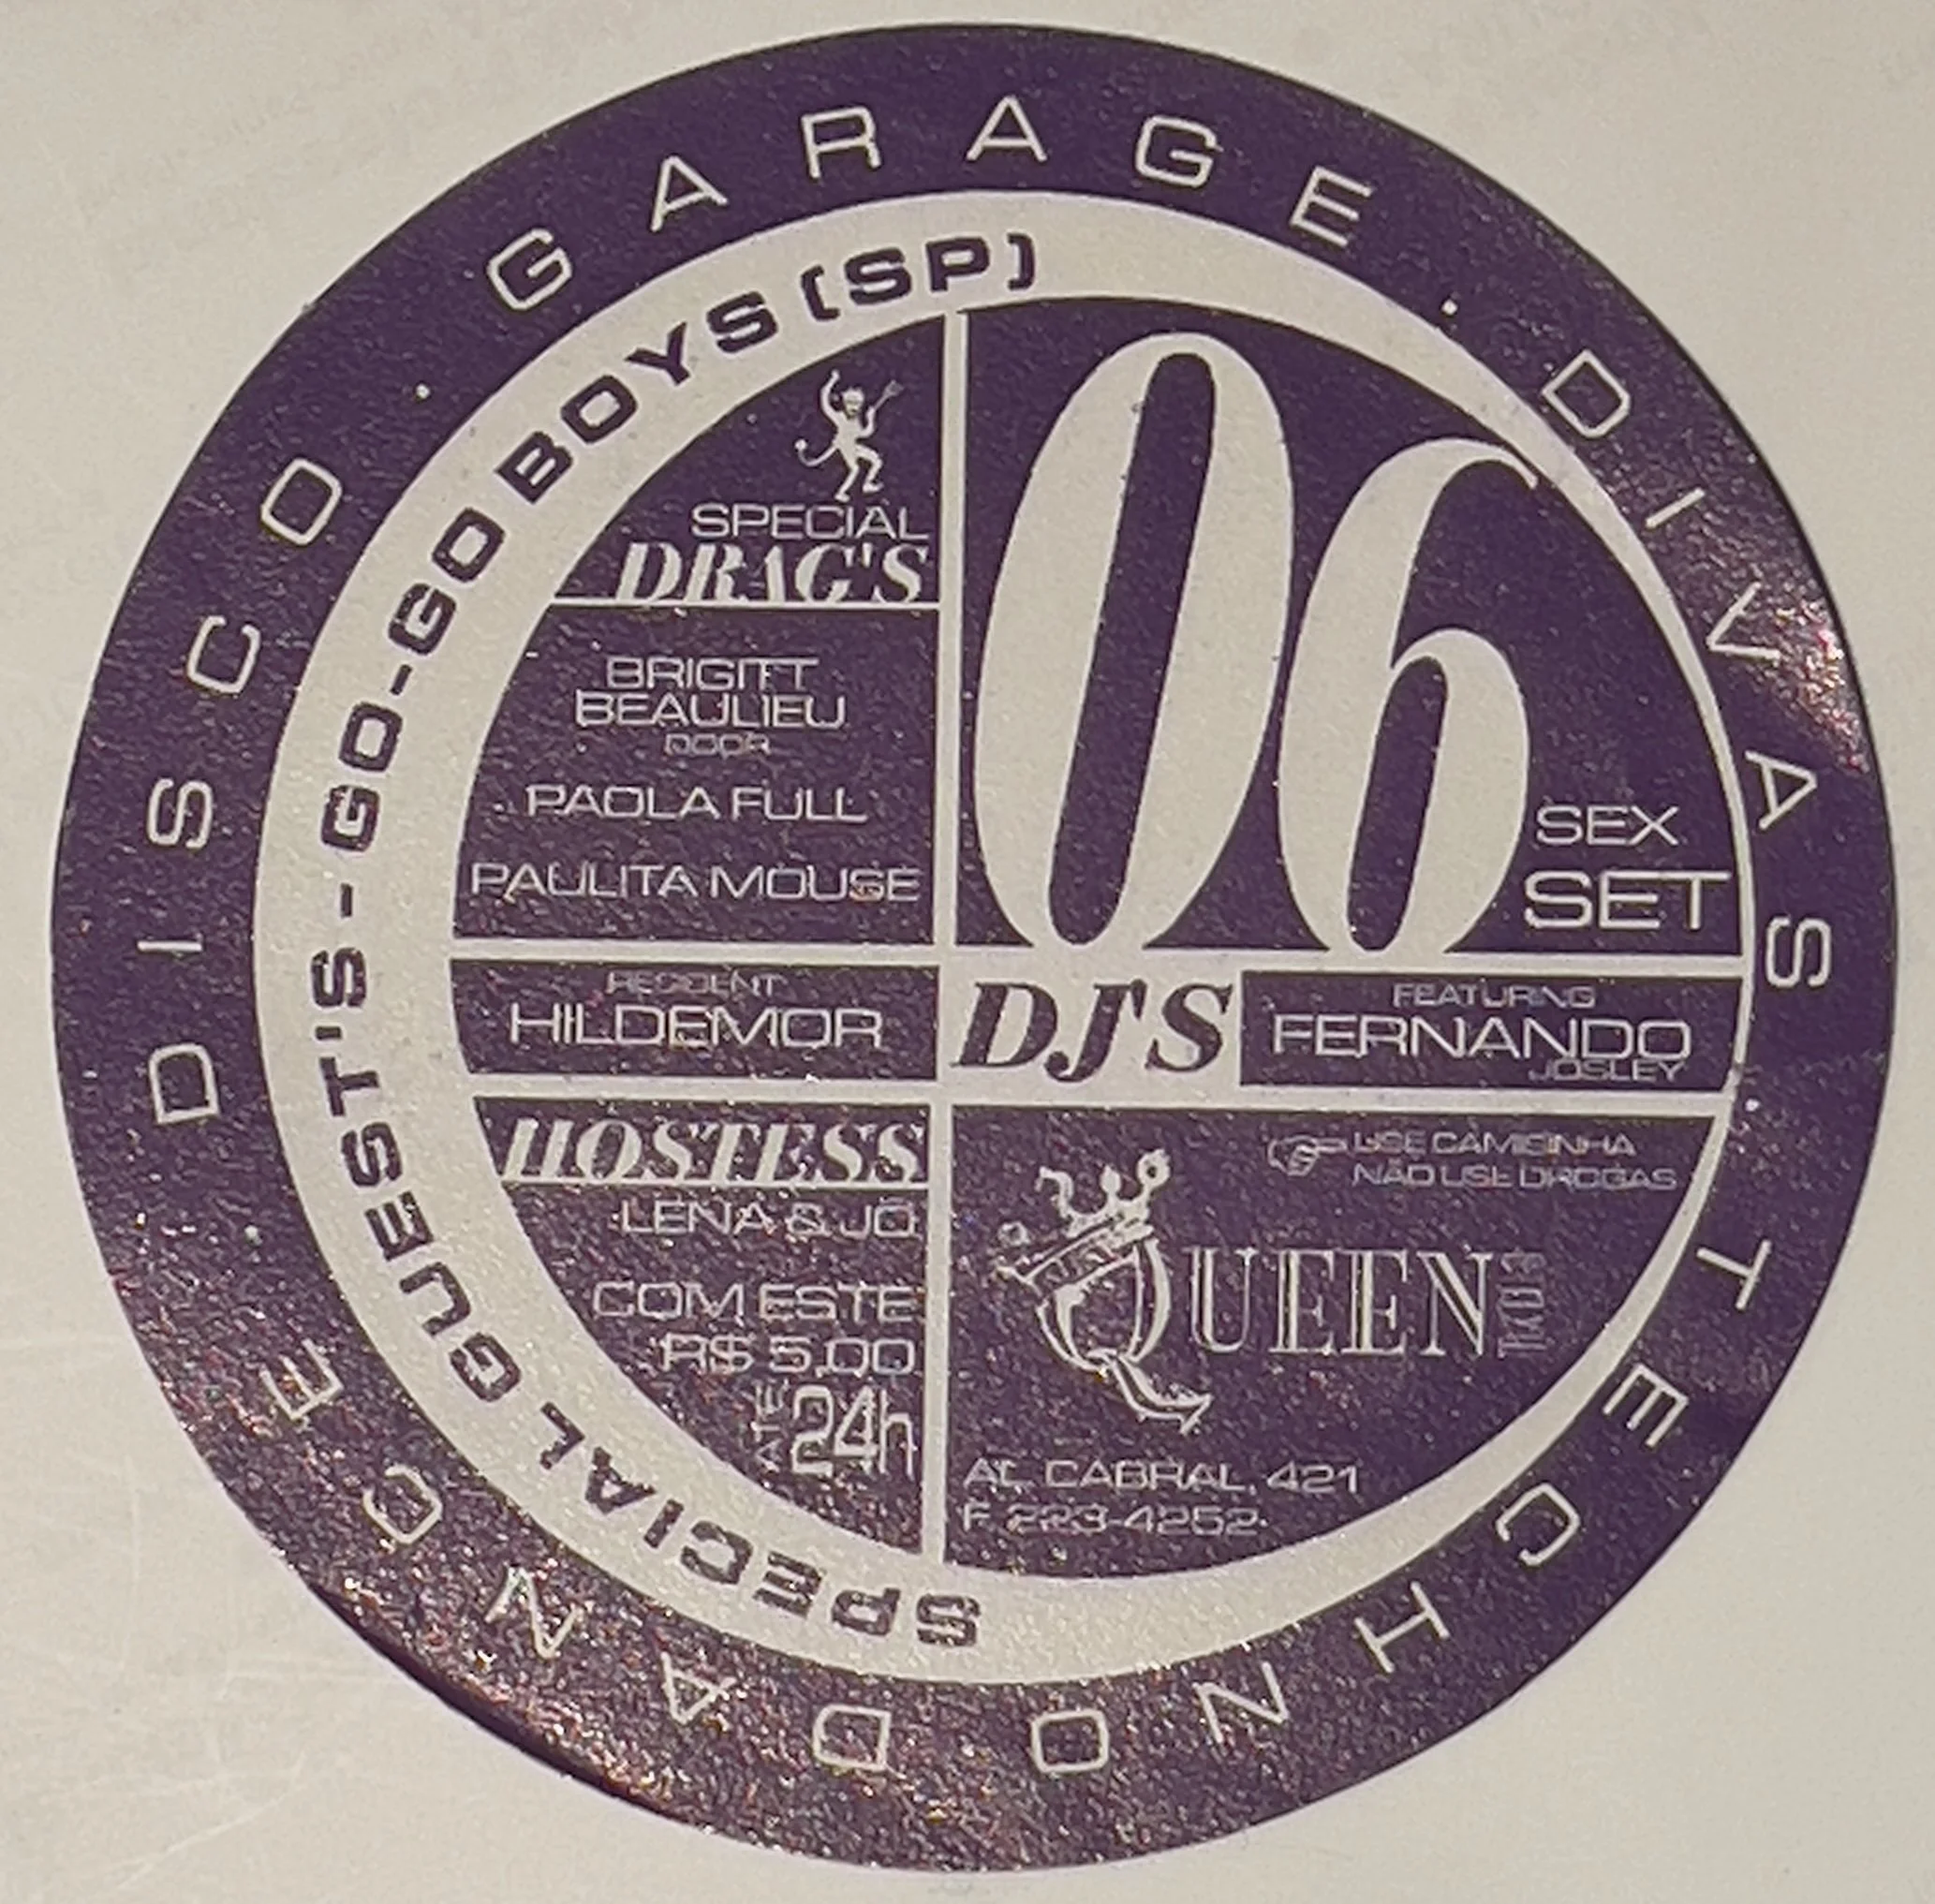 DISCO . GARAGE . DIVAS
TECHNO
DANCE
SPECIAL GUEST'S - GO-GO BOYS (SP)
SPECIAL
DRAG'S
BRIGITT
BEAULIEU
DOOR
PAOLA FULL
PAULITA MOUSE
06
SEX
SET
RESIDENT
HILDEMOR
DJ'S
FEATURING
FERNANDO
JOSLEY
HOSTESS
LENA & JÔ
COM ESTE
R$ 5,00
ATÉ
24h
USE CAMISINHA
NÃO USE DROGAS
QUEEN
AL. CABRAL, 421
F 223-4252